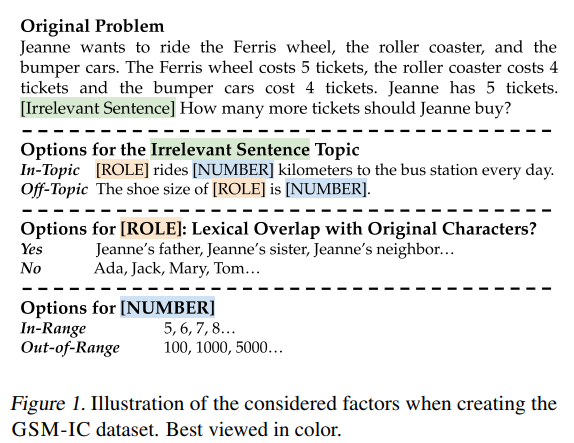 Original Problem
Jeanne wants to ride the Ferris wheel, the roller coaster, and the
bumper cars. The Ferris wheel costs 5 tickets, the roller coaster costs 4
tickets and the bumper cars cost 4 tickets. Jeanne has 5 tickets.
[Irrelevant Sentence] How many more tickets should Jeanne buy?
Options for the Irrelevant Sentence Topic
In-Topic [ROLE] rides [NUMBER] kilometers to the bus station every day.
Off-Topic The shoe size of [ROLE] is [NUMBER].
Options for [ROLE]: Lexical Overlap with Original Characters?
Yes Jeanne's father, Jeanne's sister, Jeanne's neighbor…
No Ada, Jack, Mary, Tom…
Options for [NUMBER]
In-Range 5, 6, 7, 8…
Out-of-Range 100, 1000, 5000…
Figure 1. Illustration of the considered factors when creating the
GSM-IC dataset. Best viewed in color.